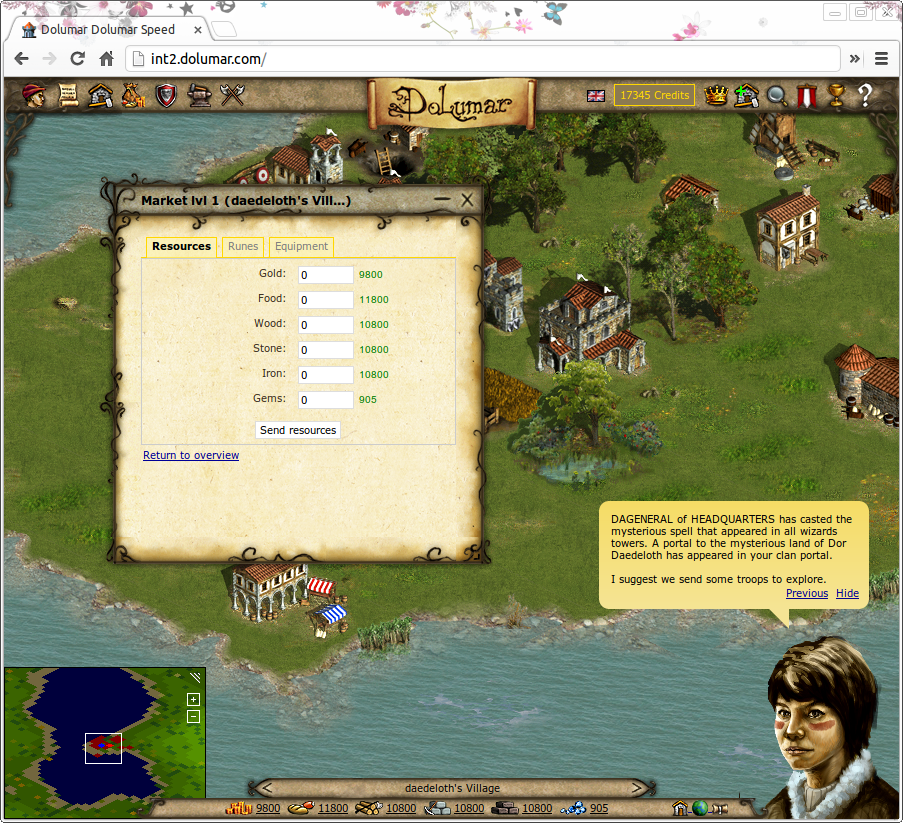 Dolumar Dolumar Speed
int2.dolumar.com/
DOLUMAR
17345 Credits
?
Market lvl 1 (daedeloth's Vill...)
Resources Runes Equipment
Gold: 0 9800
Food: 0 11800
Wood: 0 10800
Stone: 0 10800
Iron: 0 10800
Gems: 0 905
Send resources
Return to overview
DAGENERAL of HEADQUARTERS has casted the
mysterious spell that appeared in all wizards
towers. A portal to the mysterious land of Dor
Daedeloth has appeared in your clan portal.
I suggest we send some troops to explore.
Previous Hide
daedeloth's Village
9800 11800 10800 10800 10800 905